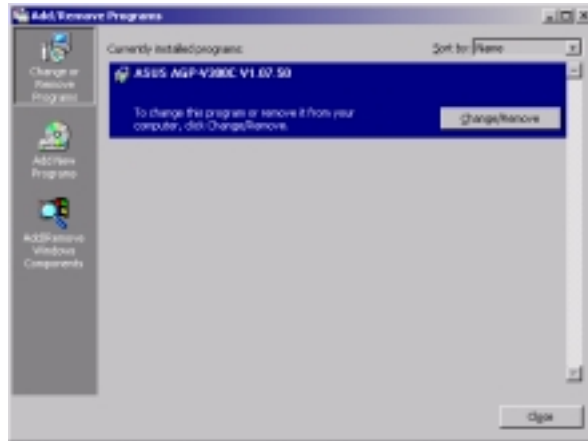 Add/Remove Programs
Change or
Remove
Programs
Currently installed programs:
Sort by: Name
ASUS AGP-V380C V1.07.50
To change this program or remove it from your
computer, click Change/Remove.
Change/Remove
Add New
Programs
Add/Remove
Windows
Components
Close